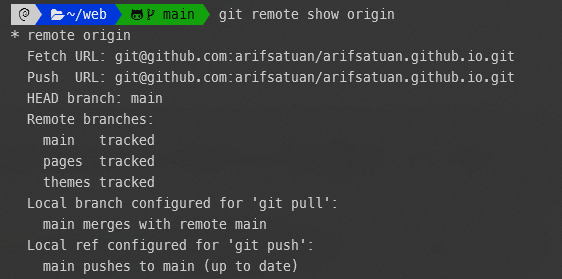 ~/web main git remote show origin
* remote origin
  Fetch URL: git@github.com:arifsatuan/arifsatuan.github.io.git
  Push  URL: git@github.com:arifsatuan/arifsatuan.github.io.git
  HEAD branch: main
  Remote branches:
    main   tracked
    pages  tracked
    themes tracked
  Local branch configured for 'git pull':
    main merges with remote main
  Local ref configured for 'git push':
    main pushes to main (up to date)